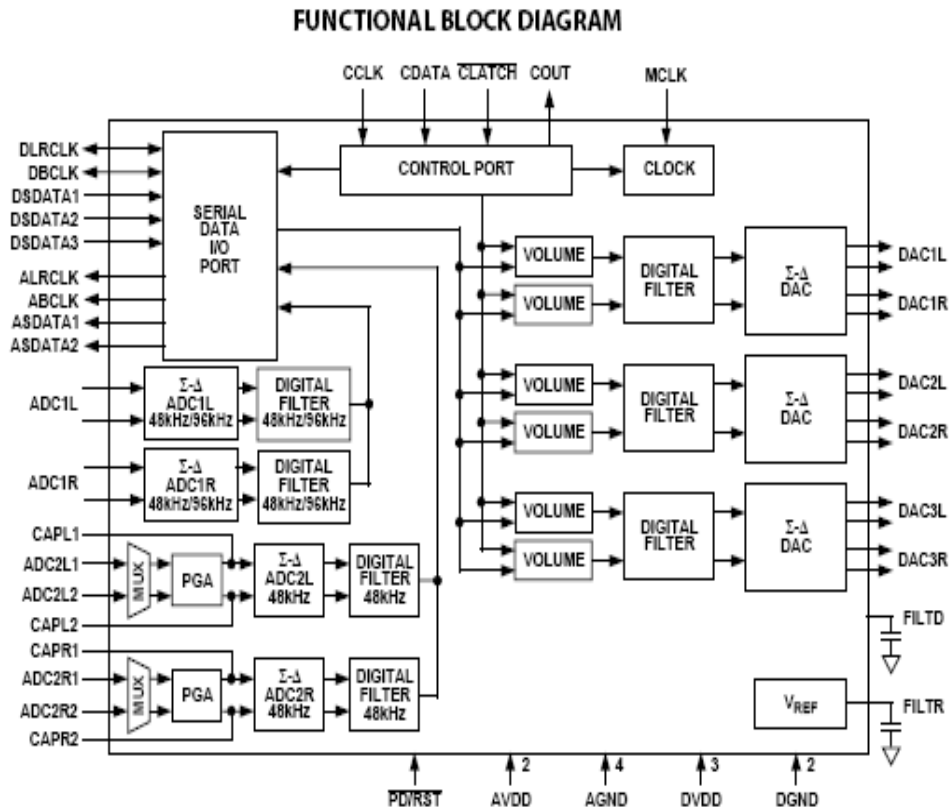 FUNCTIONAL BLOCK DIAGRAM
CCLK CDATA CLATCH COUT MCLK
DLRCLK
DBCLK
DSDATA1
DSDATA2
DSDATA3
ALRCLK
ABCLK
ASDATA1
ASDATA2
SERIAL
DATA
I/O
PORT
CONTROL PORT
CLOCK
VOLUME
VOLUME
DIGITAL
FILTER
Σ-Δ
DAC
DAC1L
DAC1R
VOLUME
VOLUME
DIGITAL
FILTER
Σ-Δ
DAC
DAC2L
DAC2R
VOLUME
VOLUME
DIGITAL
FILTER
Σ-Δ
DAC
DAC3L
DAC3R
ADC1L
Σ-Δ
ADC1L
48kHz/96kHz
DIGITAL
FILTER
48kHz/96kHz
ADC1R
Σ-Δ
ADC1R
48kHz/96kHz
DIGITAL
FILTER
48kHz/96kHz
CAPL1
ADC2L1
ADC2L2
CAPL2
MUX
PGA
Σ-Δ
ADC2L
48kHz
DIGITAL
FILTER
48kHz
CAPR1
ADC2R1
ADC2R2
CAPR2
MUX
PGA
Σ-Δ
ADC2R
48kHz
DIGITAL
FILTER
48kHz
FILTD
VREF
FILTR
2 4 3 2
PD/RST AVDD AGND DVDD DGND